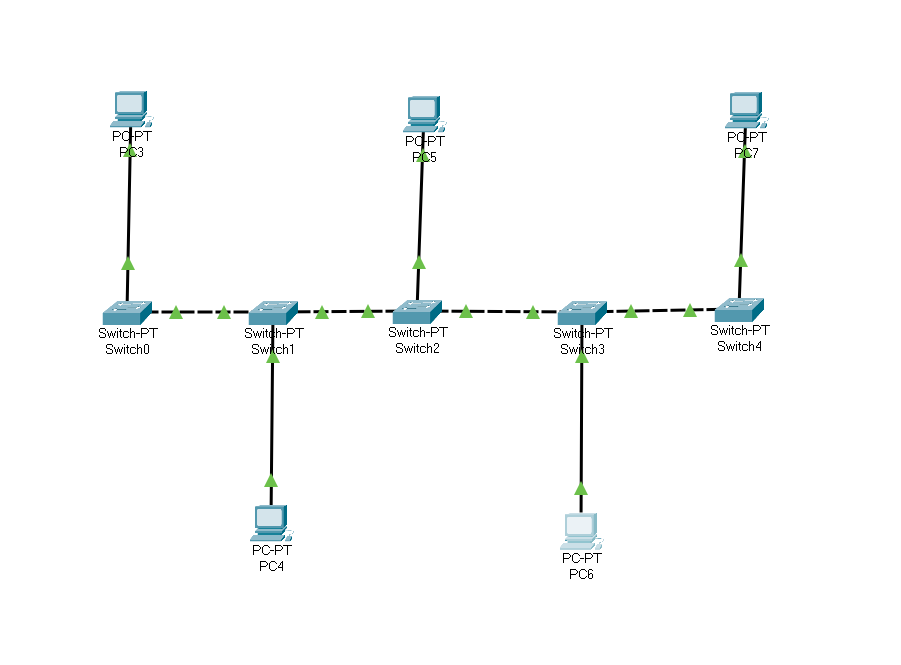 PC-PT
PC3
PC-PT
PC5
PC-PT
PC7
Switch-PT
Switch0
Switch-PT
Switch1
Switch-PT
Switch2
Switch-PT
Switch3
Switch-PT
Switch4
PC-PT
PC4
PC-PT
PC6